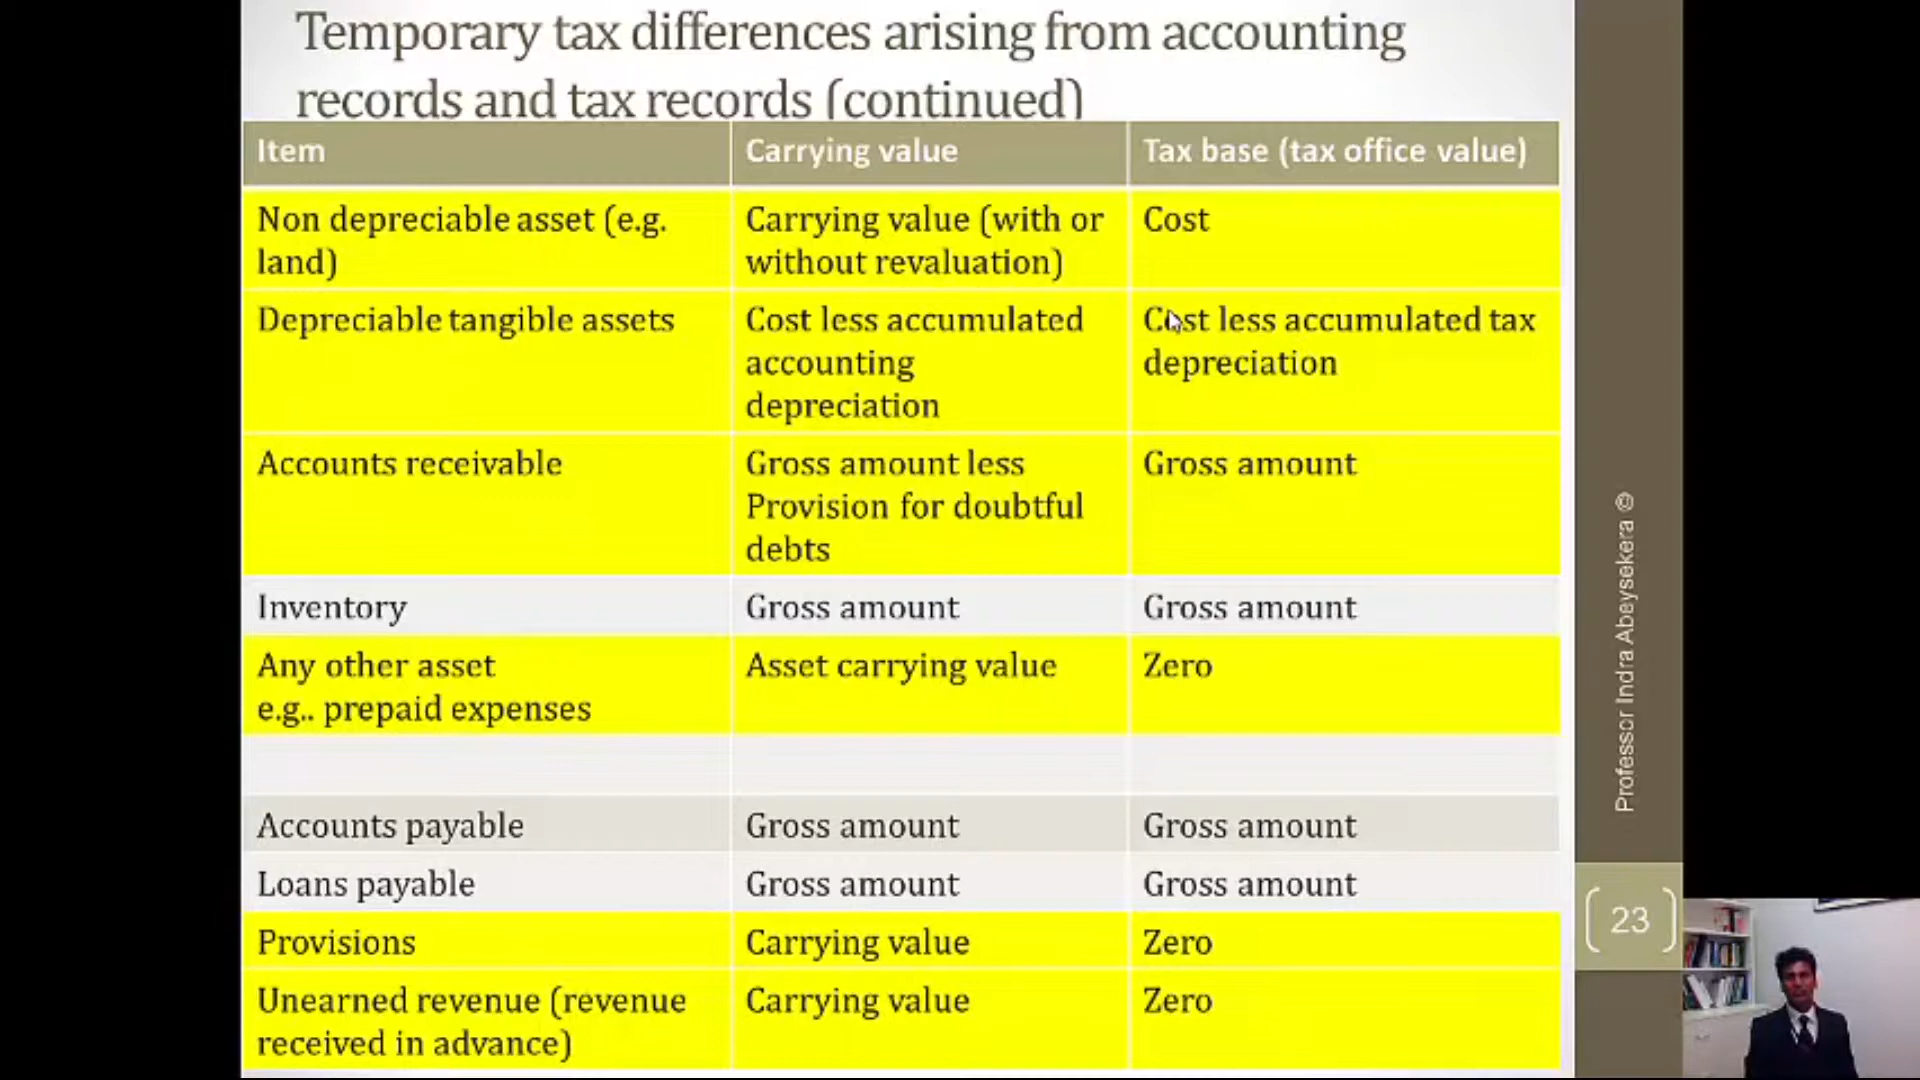 Temporary tax differences arising from accounting
records and tax records (continued)
Item
Carrying value
Tax base (tax office value)
Non depreciable asset (e.g.
land)
Carrying value (with or
without revaluation)
Cost
Depreciable tangible assets
Cost less accumulated
accounting
depreciation
Cost less accumulated tax
depreciation
Accounts receivable
Gross amount less
Provision for doubtful
debts
Gross amount
Inventory
Gross amount
Gross amount
Any other asset
e.g.. prepaid expenses
Asset carrying value
Zero
Accounts payable
Gross amount
Gross amount
Loans payable
Gross amount
Gross amount
Provisions
Carrying value
Zero
Unearned revenue (revenue
received in advance)
Carrying value
Zero
Professor Indra Abeysekera ©
23